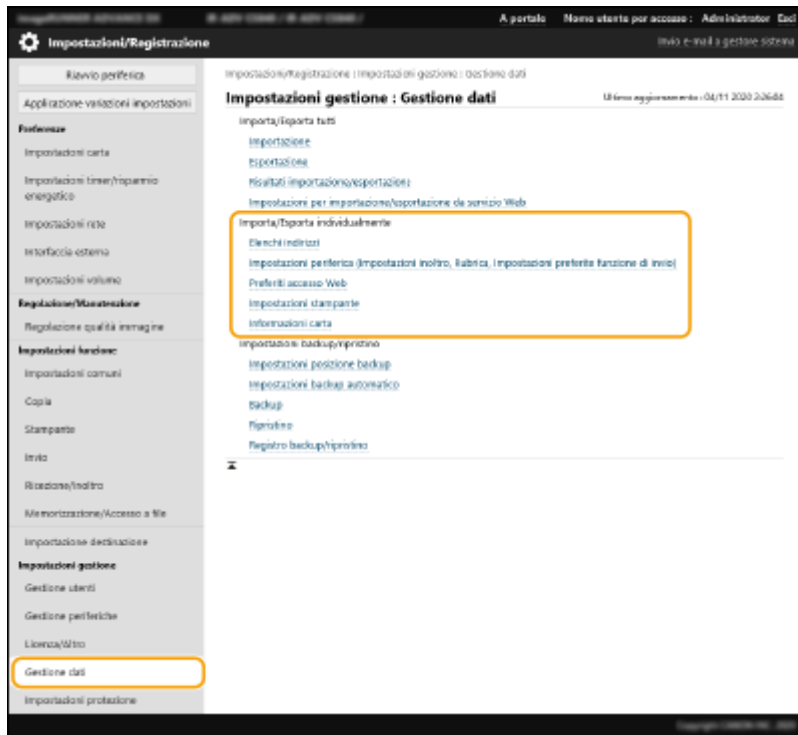 A portale Nome utente per accesso : Administrator Esci
Impostazioni/Registrazione
Invio e-mail a gestore sistema
Riavvio periferica
Applicazione variazioni impostazioni
Preferenze
Impostazioni carta
Impostazioni timer/risparmio
energetico
Impostazioni rete
Interfaccia esterna
Impostazioni volume
Regolazione/Manutenzione
Regolazione qualità immagine
Impostazioni funzione
Impostazioni comuni
Copia
Stampante
Invio
Ricezione/Inoltro
Memorizzazione/Accesso a file
Impostazione destinazione
Impostazioni gestione
Gestione utenti
Gestione periferiche
Licenza/Altro
Gestione dati
Impostazioni protezione
Impostazioni/Registrazione : Impostazioni gestione : Gestione dati
Impostazioni gestione : Gestione dati
Ultimo aggiornamento : 04/11 2020
Importa/Esporta tutti
Importazione
Esportazione
Risultati importazione/esportazione
Impostazioni per importazione/esportazione da servizio Web
Importa/Esporta individualmente
Elenchi indirizzi
Impostazioni periferica (Impostazioni inoltro, Rubrica, Impostazioni preferite funzione di invio)
Preferiti accesso Web
Impostazioni stampante
Informazioni carta
Impostazioni backup/ripristino
Impostazioni posizione backup
Impostazioni backup automatico
Backup
Ripristino
Registro backup/ripristino